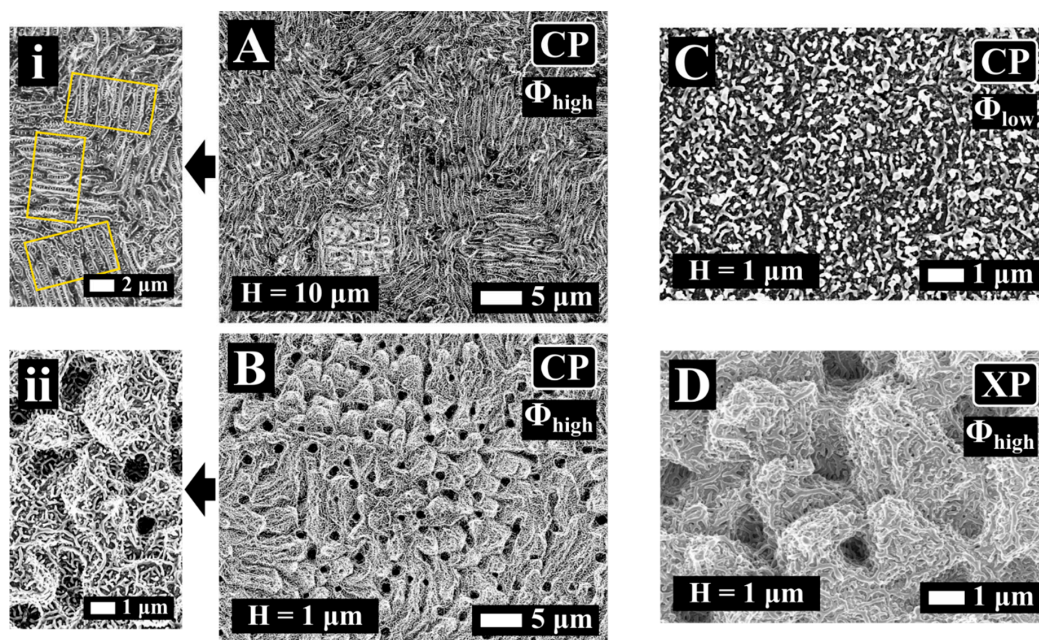 i
2 µm
A
CP
Φhigh
H = 10 µm
5 µm
C
CP
Φlow
H = 1 µm
1 µm
ii
1 µm
B
CP
Φhigh
H = 1 µm
5 µm
D
XP
Φhigh
H = 1 µm
1 µm